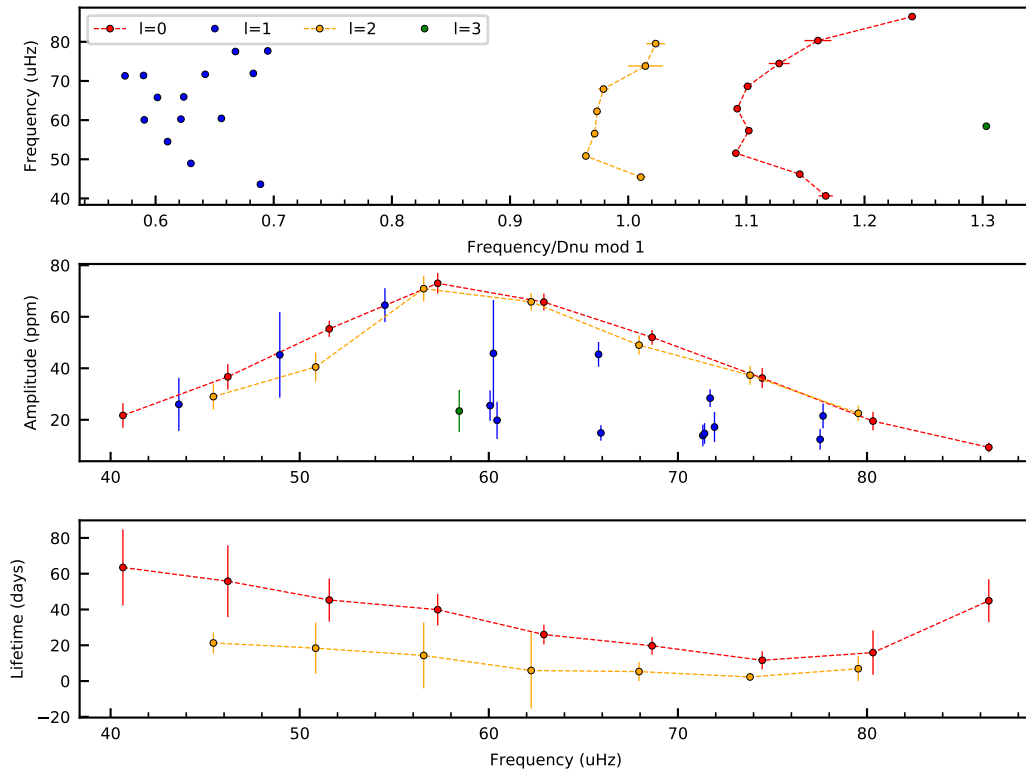 l=0 l=1 l=2 l=3
80
70
60
50
40
Frequency (uHz)
0.6 0.7 0.8 0.9 1.0 1.1 1.2 1.3
Frequency/Dnu mod 1
80
60
40
20
Amplitude (ppm)
40 50 60 70 80
80
60
40
20
0
−20
Lifetime (days)
40 50 60 70 80
Frequency (uHz)